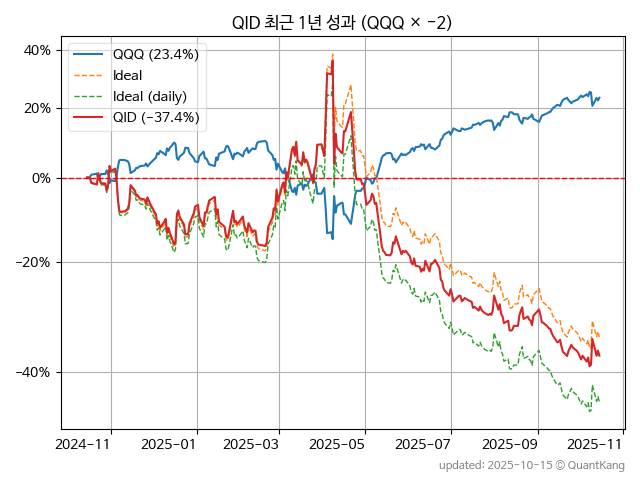 QID 최근 1년 성과 (QQQ × −2)
QQQ (23.4%)
Ideal
Ideal (daily)
QID (−37.4%)
40%
20%
0%
−20%
−40%
2024-11
2025-01
2025-03
2025-05
2025-07
2025-09
2025-11
updated: 2025-10-15 © QuantKang